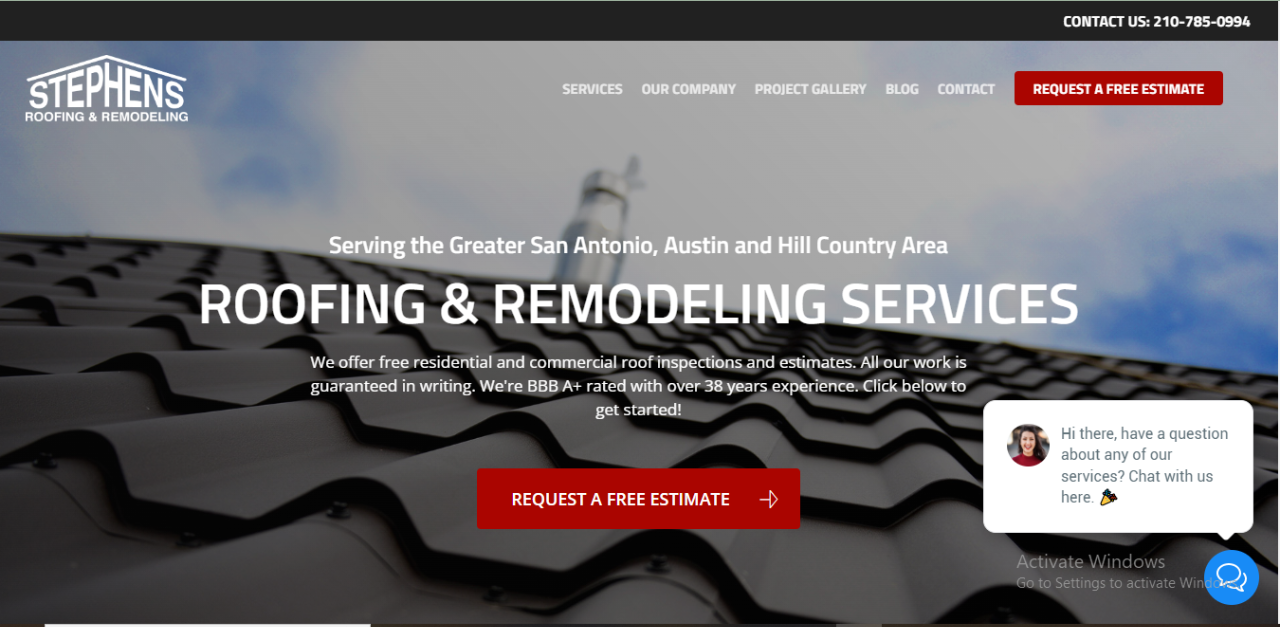 CONTACT US: 210-785-0994
STEPHENS
ROOFING & REMODELING
SERVICES OUR COMPANY PROJECT GALLERY BLOG CONTACT REQUEST A FREE ESTIMATE
Serving the Greater San Antonio, Austin and Hill Country Area
ROOFING & REMODELING SERVICES
We offer free residential and commercial roof inspections and estimates. All our work is
guaranteed in writing. We're BBB A+ rated with over 38 years experience. Click below to
get started!
REQUEST A FREE ESTIMATE
Hi there, have a question
about any of our
services? Chat with us
here.
Activate Windows
Go to Settings to activate Windows.